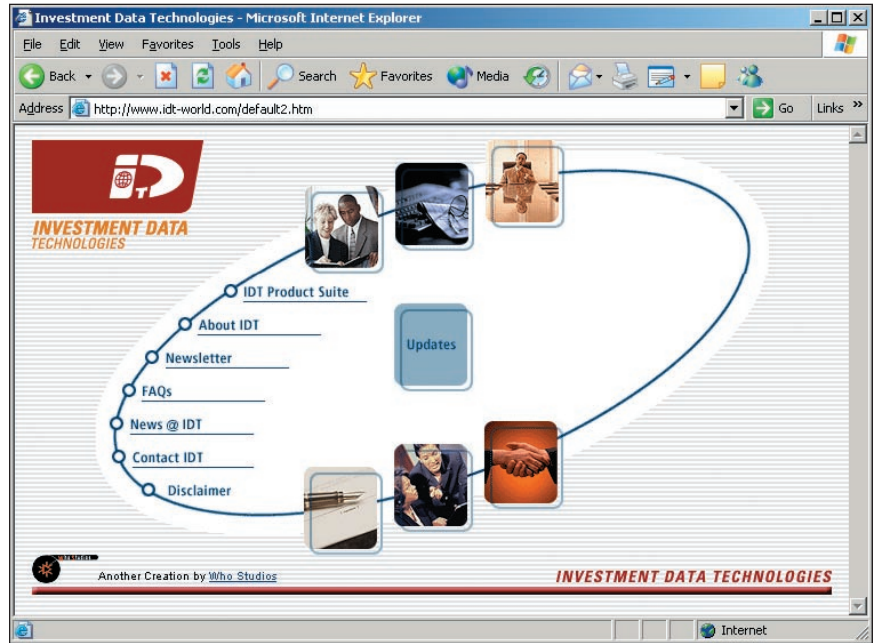 Investment Data Technologies - Microsoft Internet Explorer
File Edit View Favorites Tools Help
Back Search Favorites Media
Address http://www.idt-world.com/default2.htm Go Links »
iD
T
INVESTMENT DATA
TECHNOLOGIES
IDT Product Suite
About IDT
Updates
Newsletter
FAQs
News @ IDT
Contact IDT
Disclaimer
Another Creation by Who Studios
INVESTMENT DATA TECHNOLOGIES
Internet